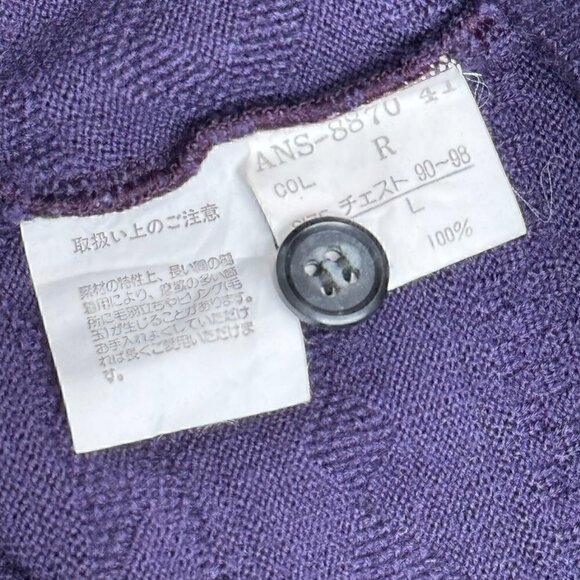 取扱い上のご注意
素材の特性上、長い間の御
着用により、摩擦の多い箇
所に毛羽立ちやピリング(毛
玉)が生じることがあります。
お手入れよくしていただけ
れば長くご愛用いただけま
す。
ANS-8870 41
COL R
チェスト 90~98
L
100%